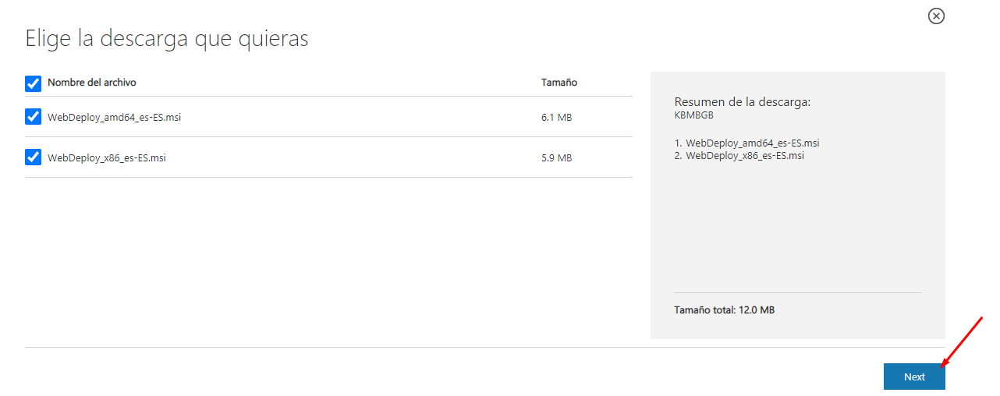 Elige la descarga que quieras
Nombre del archivo Tamaño
WebDeploy_amd64_es-ES.msi 6.1 MB
WebDeploy_x86_es-ES.msi 5.9 MB
Resumen de la descarga:
KBMBGB
1. WebDeploy_amd64_es-ES.msi
2. WebDeploy_x86_es-ES.msi
Tamaño total: 12.0 MB
Next